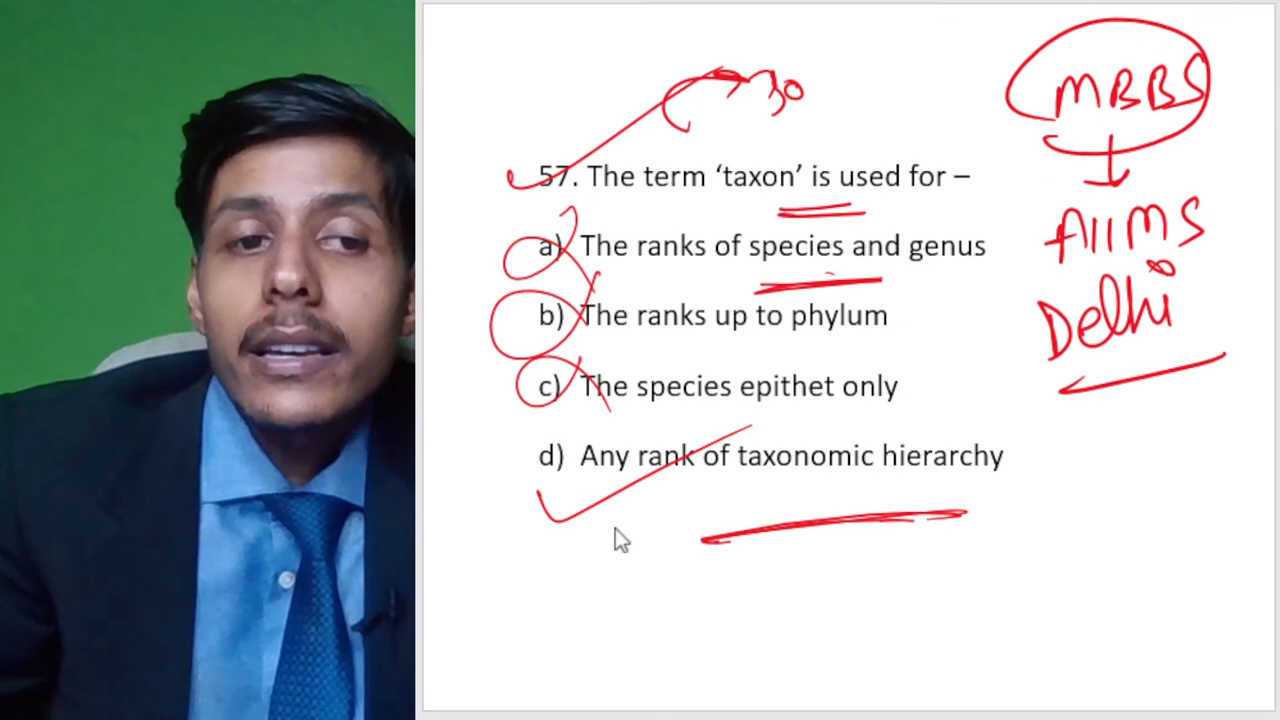 30
57. The term ‘taxon’ is used for –
a) The ranks of species and genus
b) The ranks up to phylum
c) The species epithet only
d) Any rank of taxonomic hierarchy
MBBS
AIIMS
Delhi